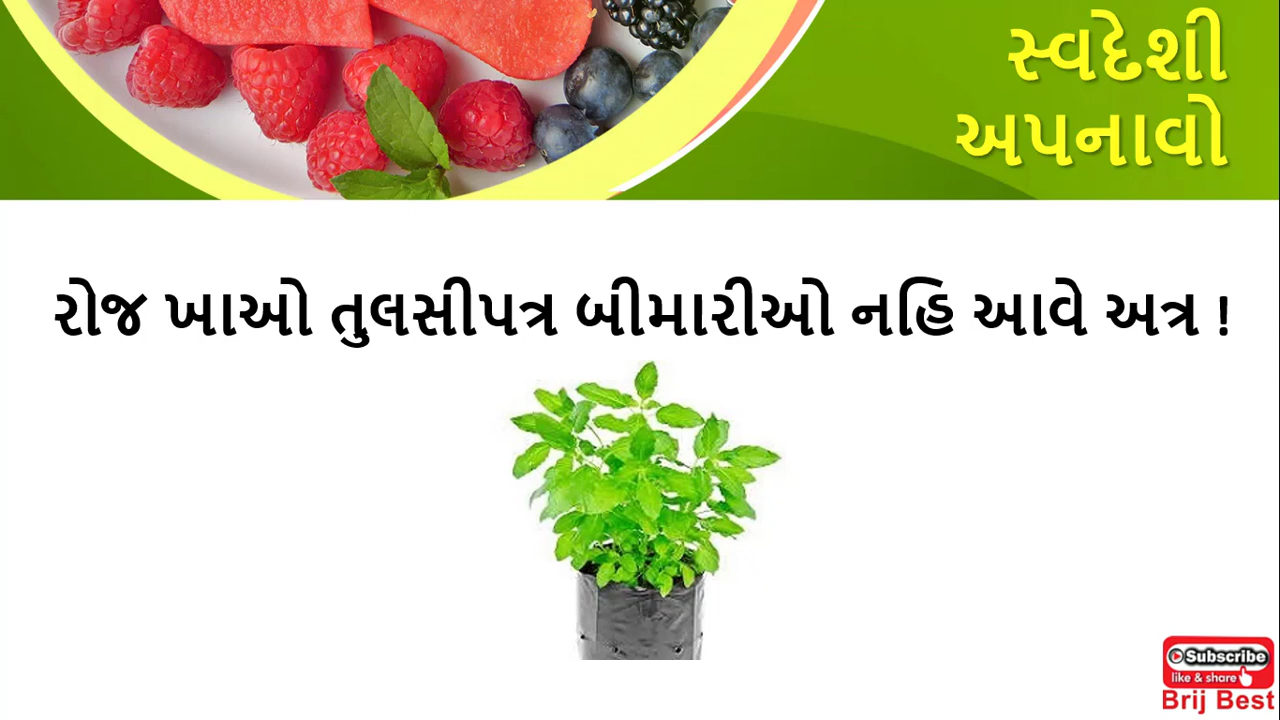 સ્વદેશી
અપનાવો
રોજ ખાઓ તુલસીપત્ર બીમારીઓ નહિ આવે અત્ર !
Subscribe
like & share
Brij Best